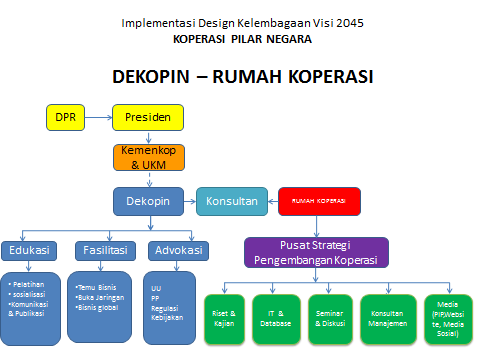 Implementasi Design Kelembagaan Visi 2045
KOPERASI PILAR NEGARA
DEKOPIN – RUMAH KOPERASI
DPR
Presiden
Kemenkop
& UKM
Dekopin
Konsultan
RUMAH KOPERASI
Edukasi
Fasilitasi
Advokasi
Pusat Strategi
Pengembangan Koperasi
• Pelatihan
• sosialisasi
•Komunikasi
& Publikasi
•Temu Bisnis
•Buka Jaringan
•Bisnis global
UU
PP
Regulasi
Kebijakan
Riset &
Kajian
IT &
Database
Seminar
& Diskusi
Konsultan
Manajemen
Media
(PIP,Websi
te, Media
Sosial)